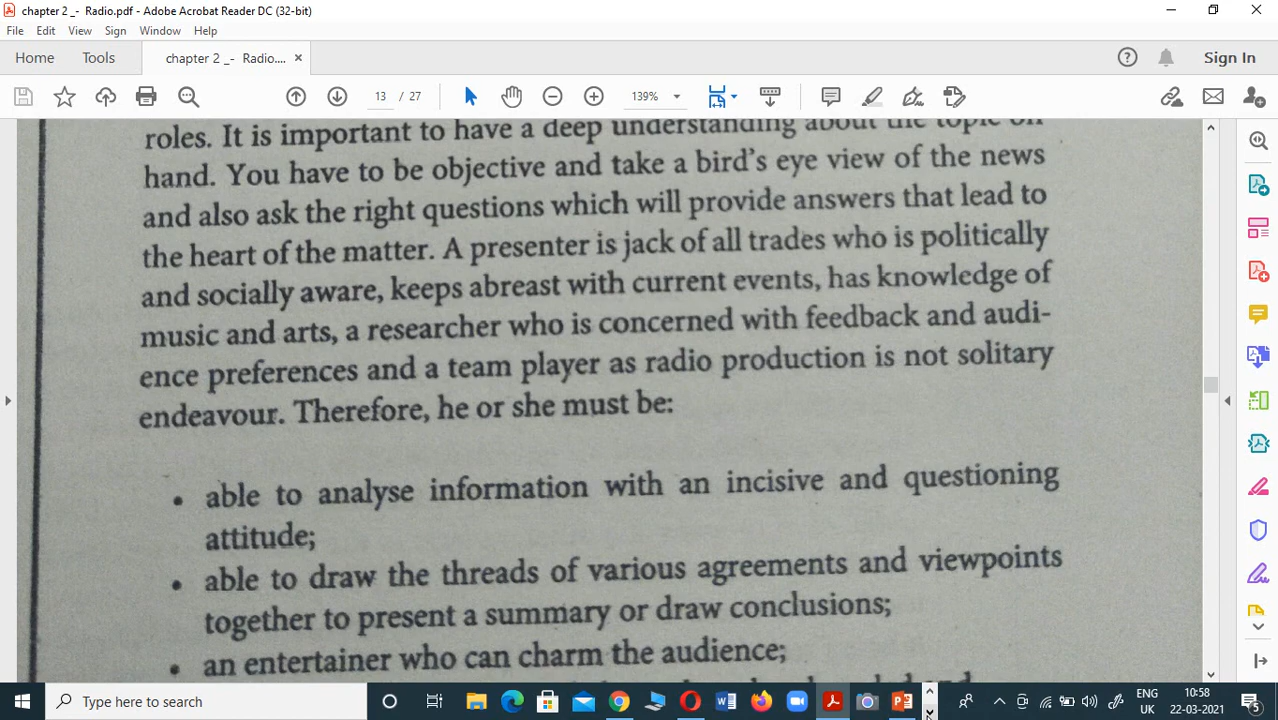 chapter 2 _- Radio.pdf - Adobe Acrobat Reader DC (32-bit)
File Edit View Sign Window Help
Home Tools chapter 2 _- Radio.... × Sign In
13 / 27 139%
roles. It is important to have a deep understanding about the topic on
hand. You have to be objective and take a bird's eye view of the news
and also ask the right questions which will provide answers that lead to
the heart of the matter. A presenter is jack of all trades who is politically
and socially aware, keeps abreast with current events, has knowledge of
music and arts, a researcher who is concerned with feedback and audi-
ence preferences and a team player as radio production is not solitary
endeavour. Therefore, he or she must be:
• able to analyse information with an incisive and questioning
attitude;
• able to draw the threads of various agreements and viewpoints
together to present a summary or draw conclusions;
• an entertainer who can charm the audience;
Type here to search
ENG 10:58
UK 22-03-2021 5